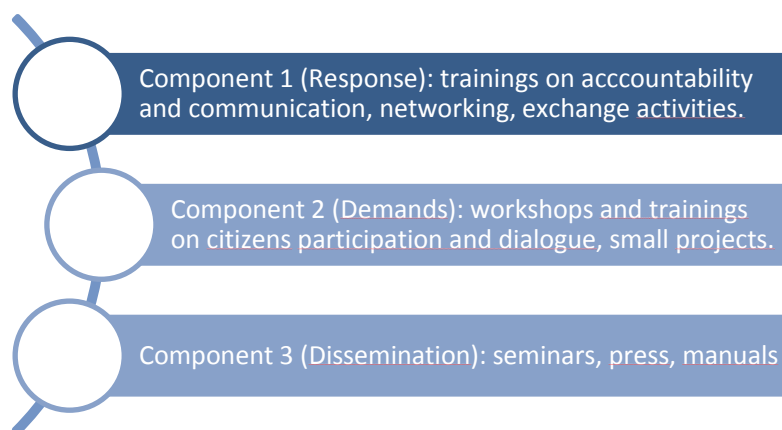 Component 1 (Response): trainings on acccountability
and communication, networking, exchange activities.
Component 2 (Demands): workshops and trainings
on citizens participation and dialogue, small projects.
Component 3 (Dissemination): seminars, press, manuals